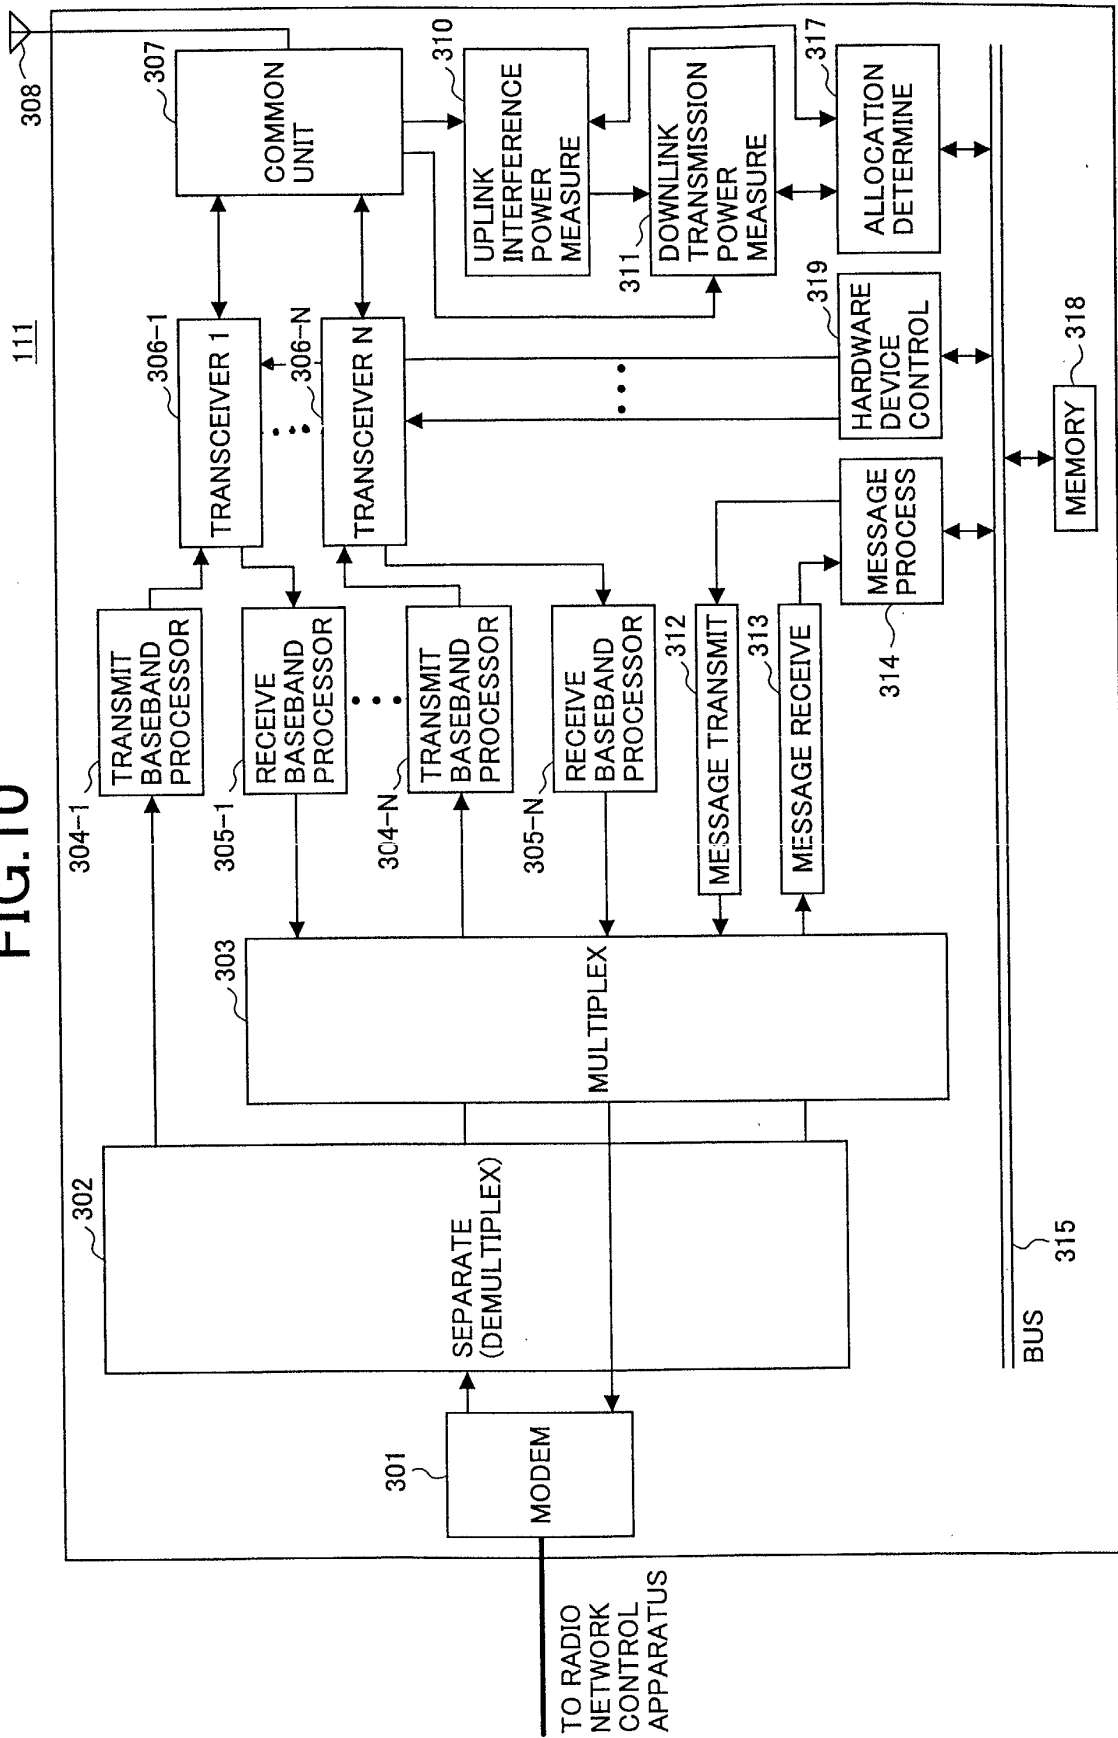 FIG.10
111
308
307
COMMON
UNIT
310
UPLINK
INTERFERENCE
POWER
MEASURE
311
DOWNLINK
TRANSMISSION
POWER
MEASURE
317
ALLOCATION
DETERMINE
306-1
TRANSCEIVER 1
306-N
TRANSCEIVER N
319
HARDWARE
DEVICE
CONTROL
318
MEMORY
304-1
TRANSMIT
BASEBAND
PROCESSOR
305-1
RECEIVE
BASEBAND
PROCESSOR
304-N
TRANSMIT
BASEBAND
PROCESSOR
305-N
RECEIVE
BASEBAND
PROCESSOR
312
MESSAGE TRANSMIT
313
MESSAGE RECEIVE
314
MESSAGE
PROCESS
303
MULTIPLEX
302
SEPARATE
(DEMULTIPLEX)
301
MODEM
315
BUS
TO RADIO
NETWORK
CONTROL
APPARATUS